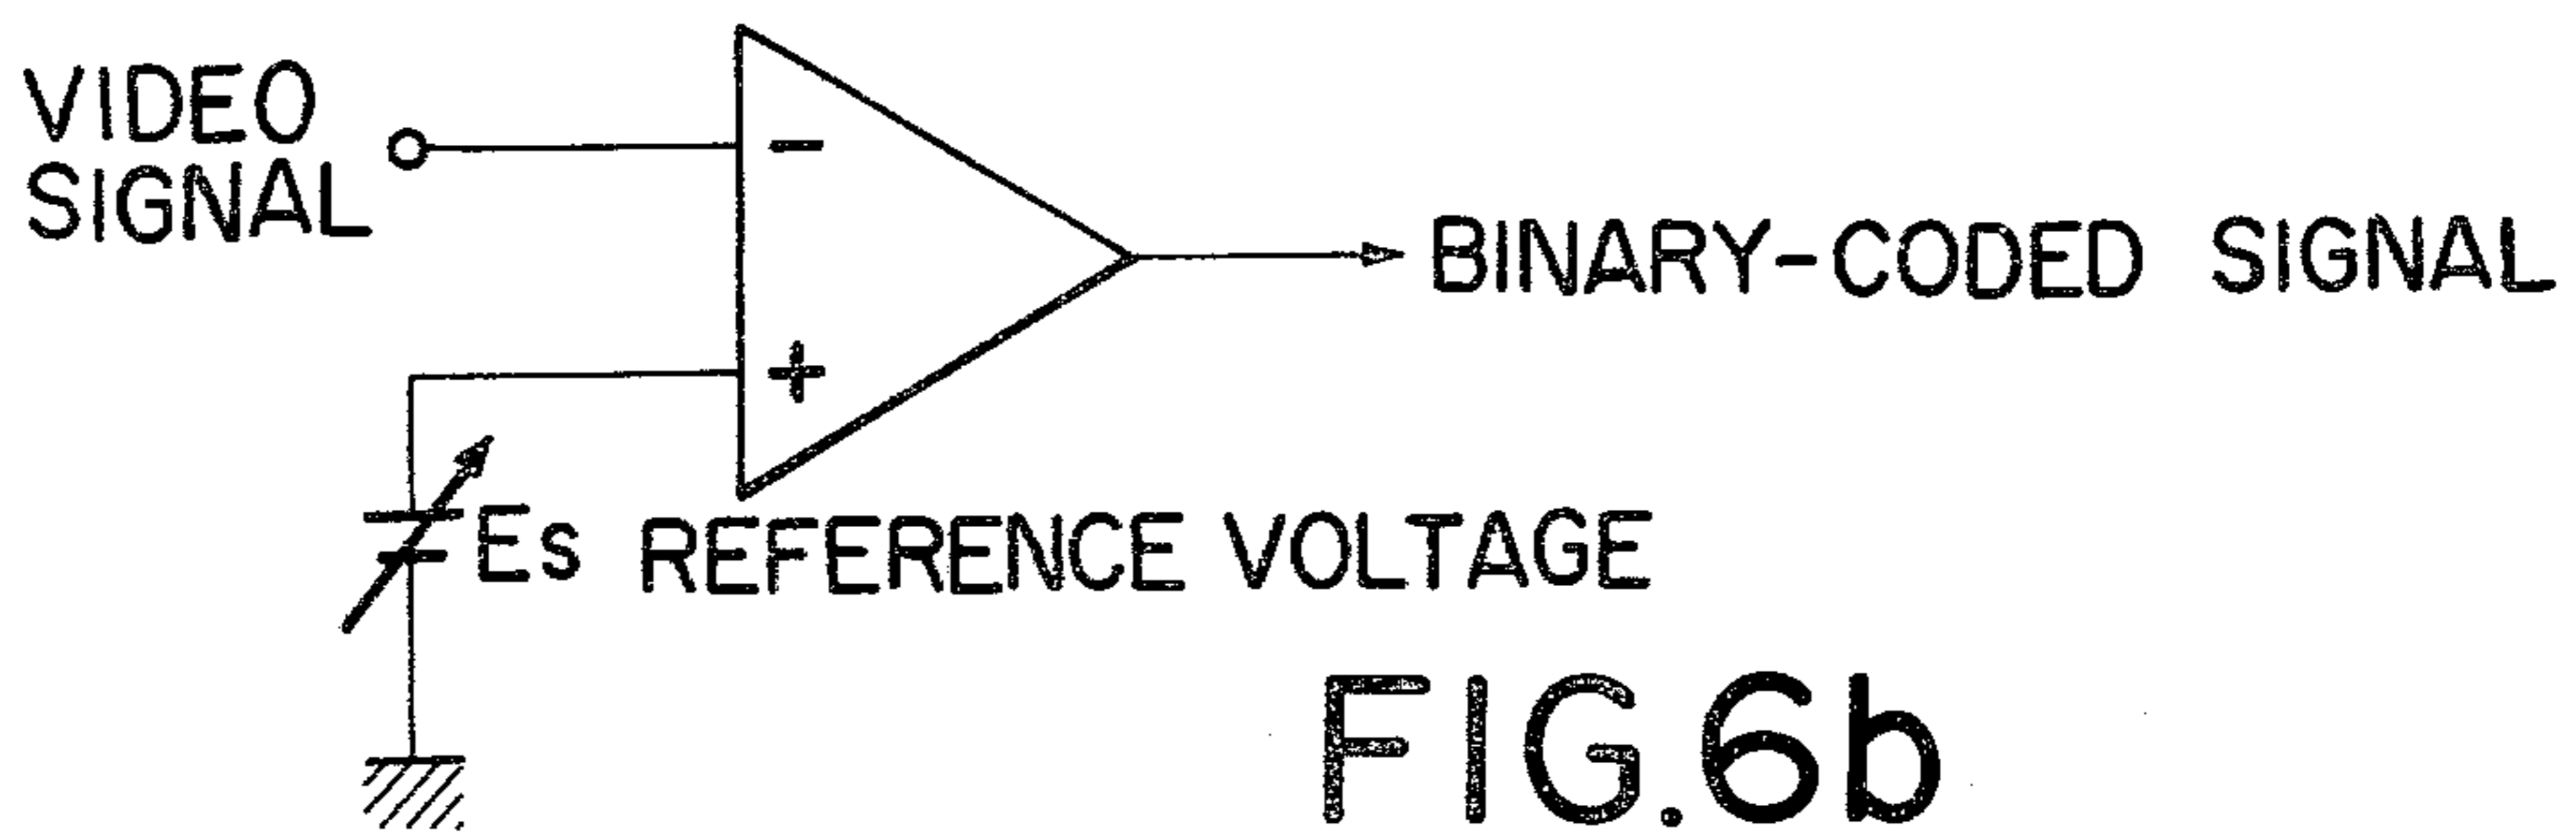 VIDEO
SIGNAL
-
BINARY-CODED SIGNAL
+
Es REFERENCE VOLTAGE
FIG.6b